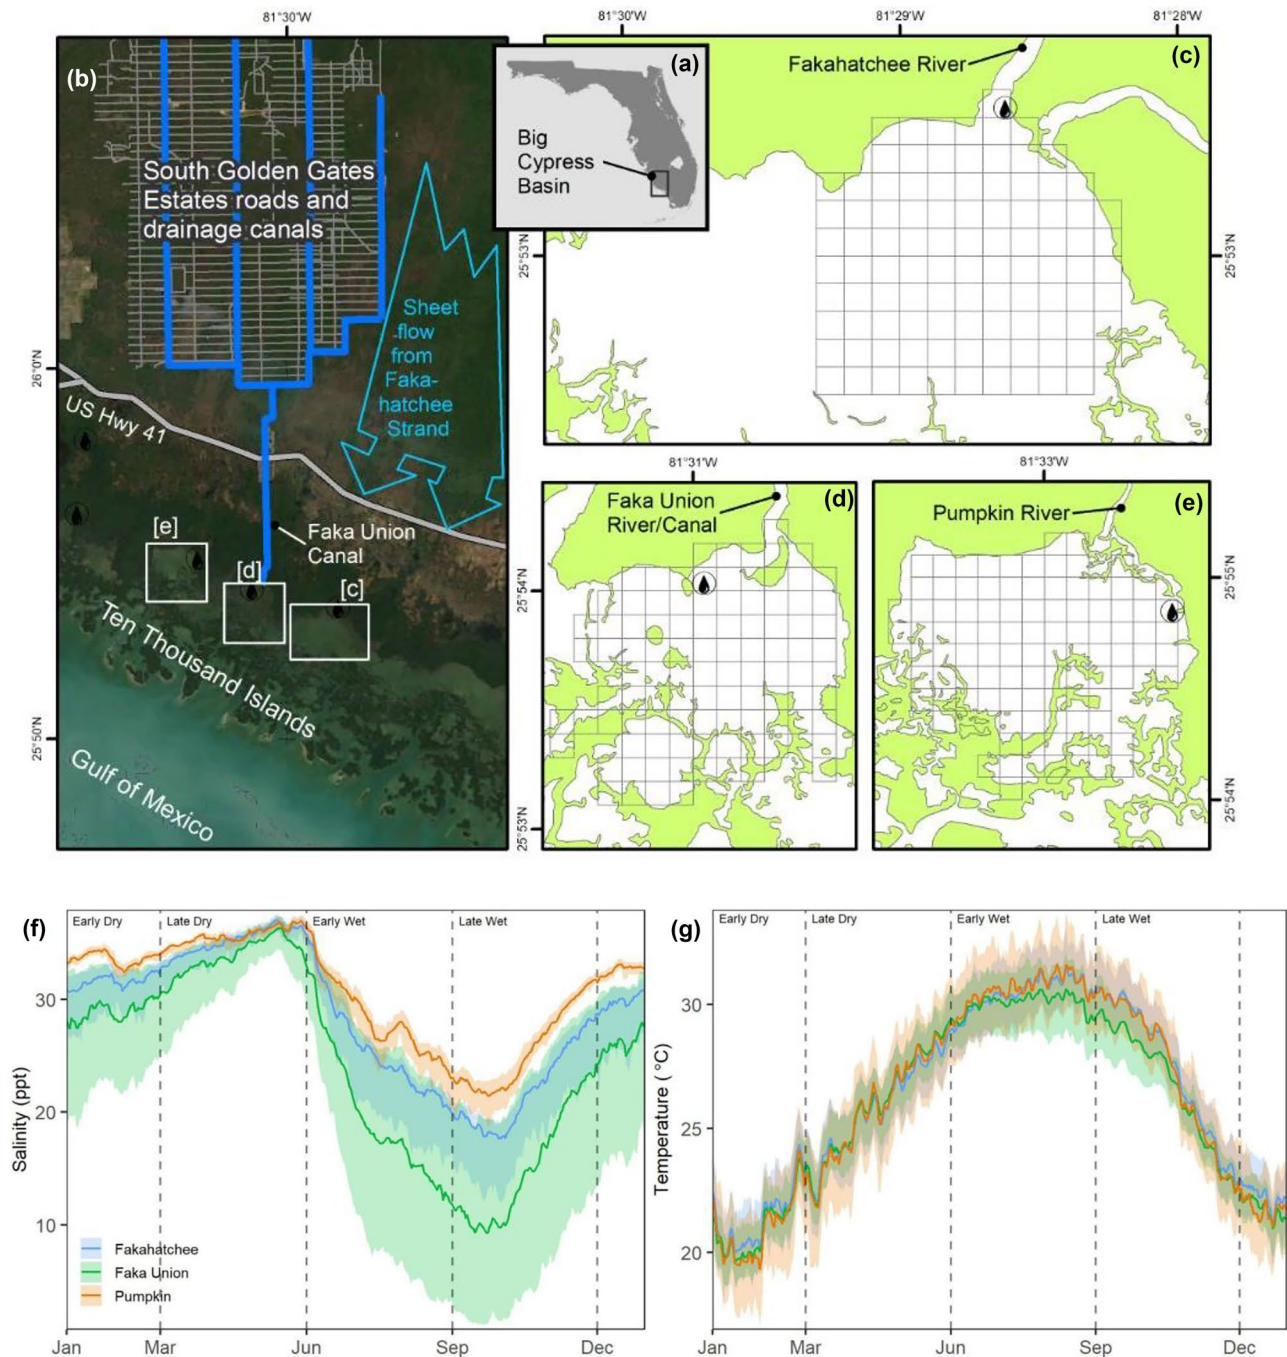 81°30'W
81°30'W
81°29'W
81°28'W
(b)
(a)
Fakahatchee River
(c)
South Golden Gates
Estates roads and
drainage canals
Big
Cypress
Basin
25°53'N
25°53'N
Sheet
flow
from
Faka-
hatchee
Strand
26°0'N
US Hwy 41
81°31'W
81°33'W
Faka Union
River/Canal
(d)
Pumpkin River
(e)
[e]
Faka Union
Canal
[d]
[c]
25°54'N
25°55'N
Ten Thousand Islands
25°50'N
Gulf of Mexico
25°53'N
25°54'N
(f)
Early Dry
Late Dry
Early Wet
Late Wet
Salinity (ppt)
30
20
10
Fakahatchee
Faka Union
Pumpkin
Jan
Mar
Jun
Sep
Dec
(g)
Early Dry
Late Dry
Early Wet
Late Wet
Temperature ( °C)
30
25
20
Jan
Mar
Jun
Sep
Dec